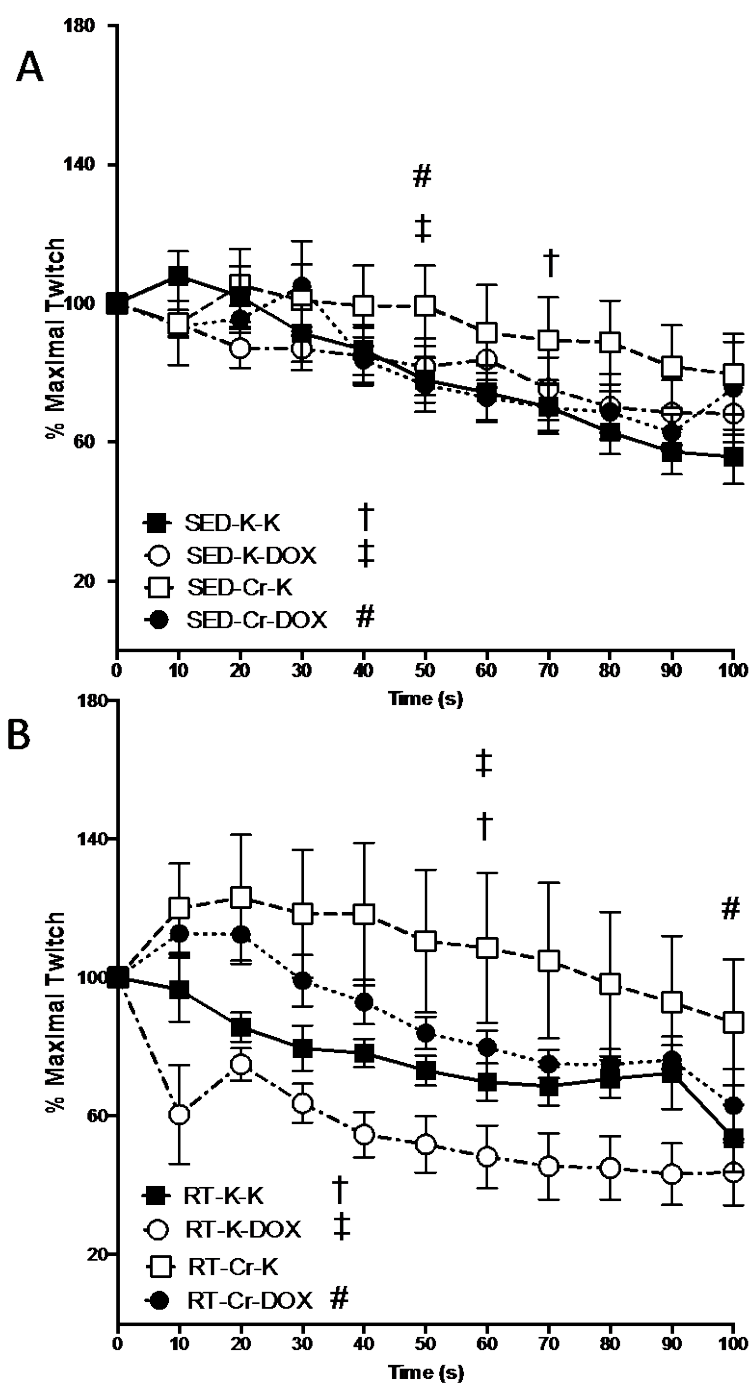 A
% Maximal Twitch
180
140
100
60
20
#
‡
†
SED-K-K †
SED-K-DOX ‡
SED-Cr-K
SED-Cr-DOX #
0 10 20 30 40 50 60 70 80 90 100
Time (s)
B
% Maximal Twitch
180
140
100
60
20
‡
†
#
RT-K-K †
RT-K-DOX ‡
RT-Cr-K
RT-Cr-DOX #
0 10 20 30 40 50 60 70 80 90 100
Time (s)